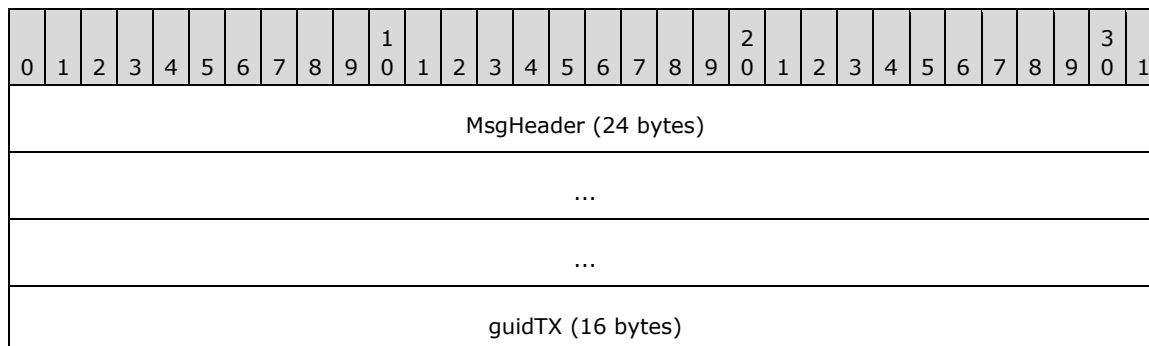 1 2 3
0 1 2 3 4 5 6 7 8 9 0 1 2 3 4 5 6 7 8 9 0 1 2 3 4 5 6 7 8 9 0 1
MsgHeader (24 bytes)
...
...
guidTX (16 bytes)